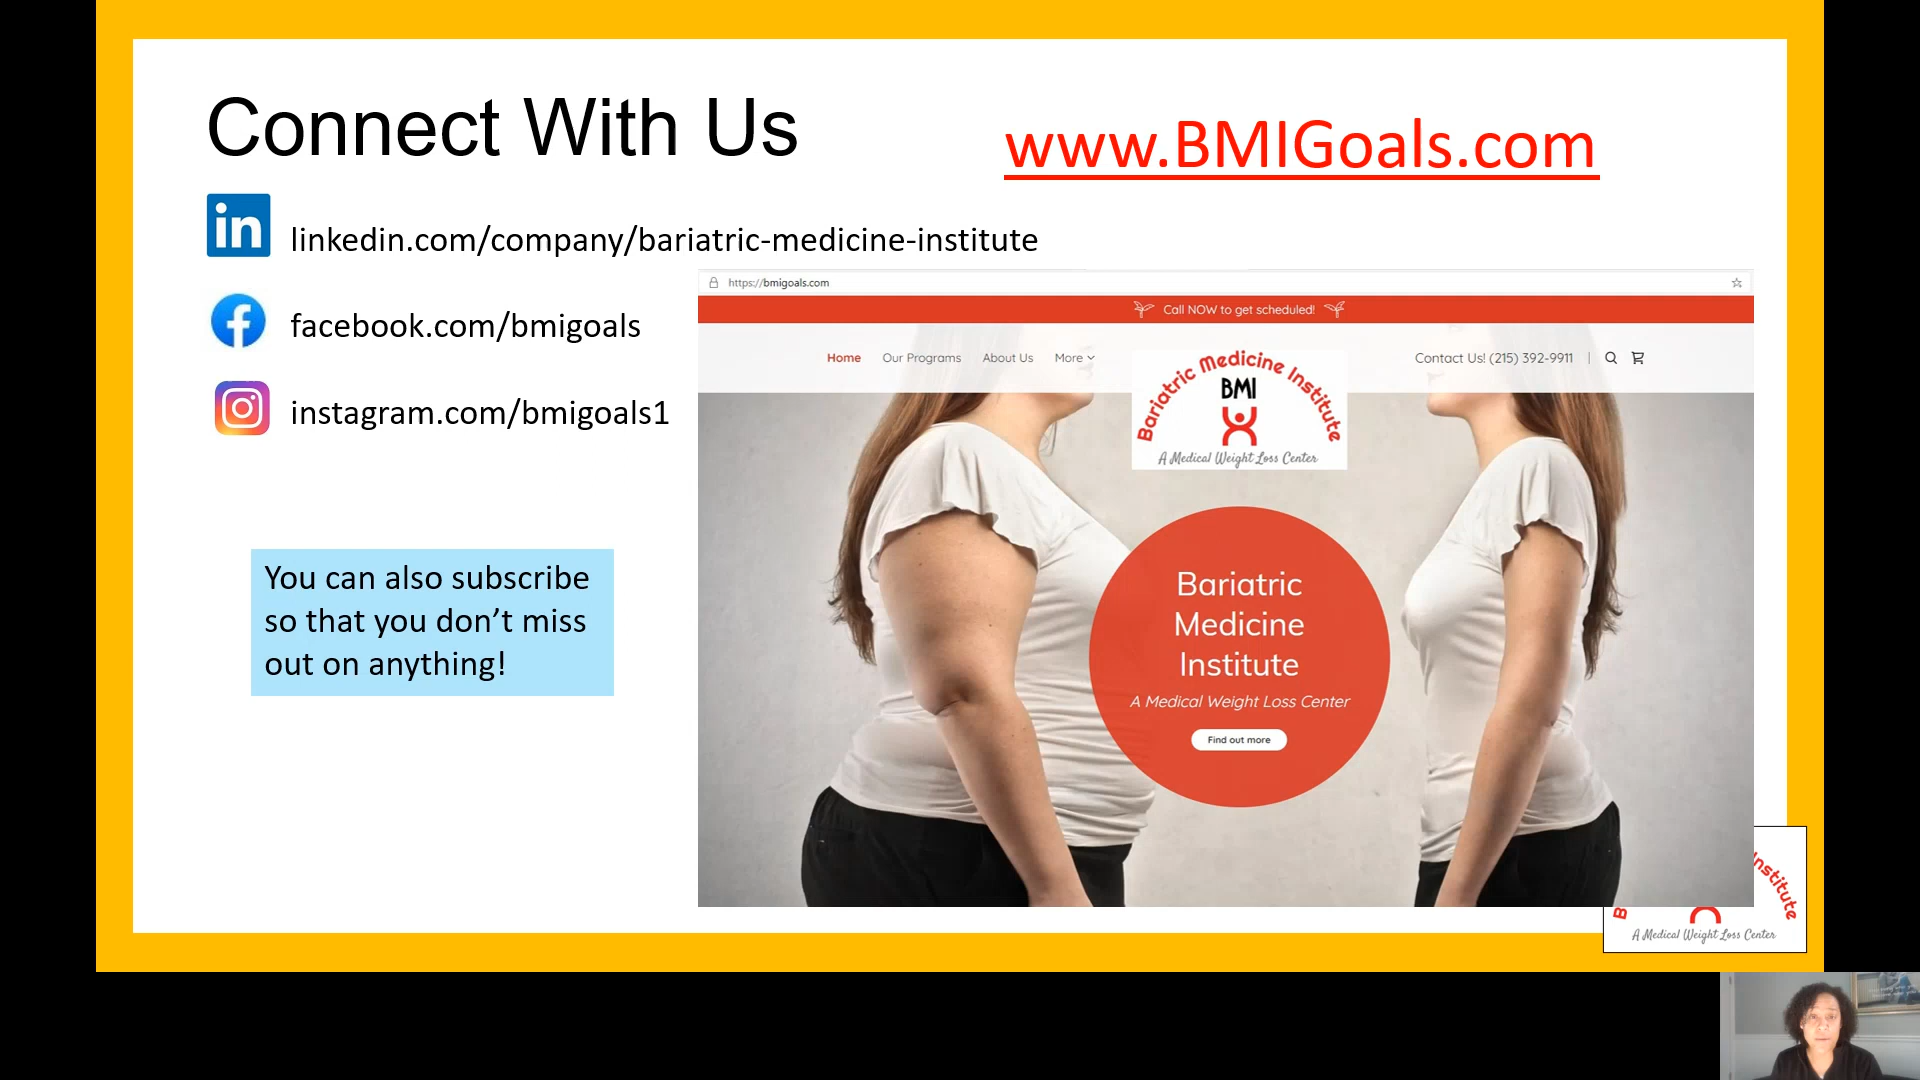 Connect With Us
www.BMIGoals.com
in
linkedin.com/company/bariatric-medicine-institute
facebook.com/bmigoals
instagram.com/bmigoals1
You can also subscribe
so that you don’t miss
out on anything!
https://bmigoals.com
Call NOW to get scheduled!
Home Our Programs About Us More
Contact Us! (215) 392-9911
Bariatric Medicine Institute
BMI
A Medical Weight Loss Center
Bariatric
Medicine
Institute
A Medical Weight Loss Center
Find out more
A Medical Weight Loss Center